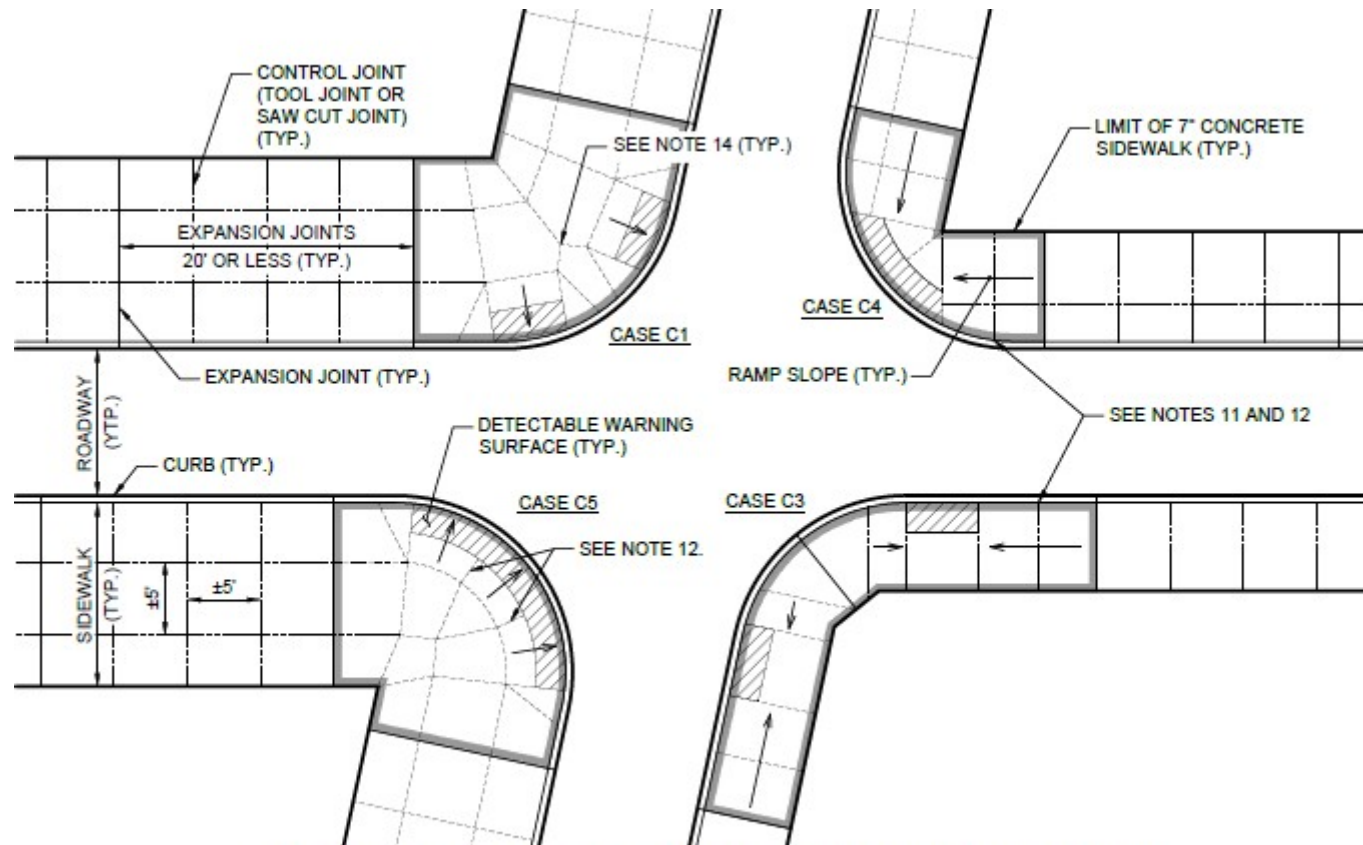 CONTROL JOINT
(TOOL JOINT OR
SAW CUT JOINT)
(TYP.)
SEE NOTE 14 (TYP.)
LIMIT OF 7" CONCRETE
SIDEWALK (TYP.)
EXPANSION JOINTS
20' OR LESS (TYP.)
CASE C1
CASE C4
EXPANSION JOINT (TYP.)
RAMP SLOPE (TYP.)
ROADWAY
(YTP.)
SEE NOTES 11 AND 12
DETECTABLE WARNING
SURFACE (TYP.)
CURB (TYP.)
CASE C5
CASE C3
SEE NOTE 12.
SIDEWALK
(TYP.)
±5'
±5'